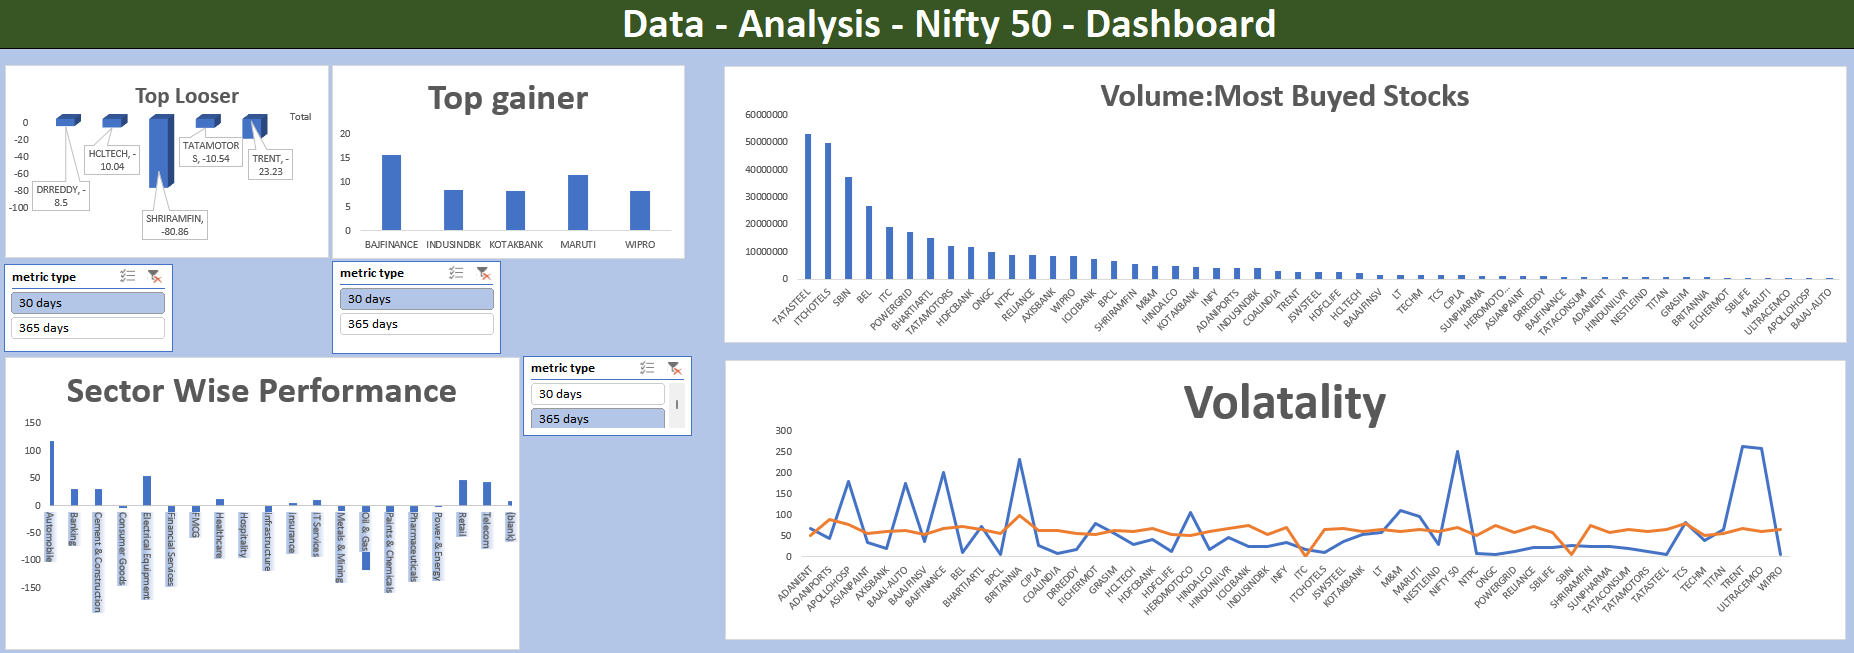 Data - Analysis - Nifty 50 - Dashboard
Top Looser
Total
0
-20
-40
-60
-80
-100
DRREDDY, -
8.5
HCLTECH, -
10.04
SHRIRAMFIN,
-80.86
TATAMOTOR
S, -10.54
TRENT, -
23.23
Top gainer
20
15
10
5
0
BAJFINANCE
INDUSINDBK
KOTAKBANK
MARUTI
WIPRO
Volume:Most Buyed Stocks
60000000
50000000
40000000
30000000
20000000
10000000
0
TATASTEEL
ITCHOTELS
SBIN
BEL
ITC
POWERGRID
BHARTIARTL
TATAMOTORS
HDFCBANK
ONGC
NTPC
RELIANCE
AXISBANK
WIPRO
ICICIBANK
BPCL
SHRIRAMFIN
M&M
HINDALCO
KOTAKBANK
INFY
ADANIPORTS
INDUSINDBK
COALINDIA
TRENT
JSWSTEEL
HDFCLIFE
HCLTECH
BAJAJFINSV
LT
TECHM
TCS
CIPLA
SUNPHARMA
HEROMOTO...
ASIANPAINT
DRREDDY
BAJFINANCE
TATACONSUM
ADANIENT
HINDUNILVR
NESTLEIND
TITAN
GRASIM
BRITANNIA
EICHERMOT
SBILIFE
MARUTI
ULTRACEMCO
APOLLOHOSP
BAJAJ-AUTO
metric type
30 days
365 days
metric type
30 days
365 days
Sector Wise Performance
150
100
50
0
-50
-100
-150
Automobile
Banking
Cement & Construction
Consumer Goods
Electrical Equipment
Financial Services
FMCG
Healthcare
Hospitality
Infrastructure
Insurance
IT Services
Metals & Mining
Oil & Gas
Paints & Chemicals
Pharmaceuticals
Power & Energy
Retail
Telecom
(blank)
metric type
30 days
365 days
Volatality
300
250
200
150
100
50
0
ADANIENT
ADANIPORTS
APOLLOHOSP
ASIANPAINT
AXISBANK
BAJAJ-AUTO
BAJAJFINSV
BAJFINANCE
BEL
BHARTIARTL
BPCL
BRITANNIA
CIPLA
COALINDIA
DRREDDY
EICHERMOT
GRASIM
HCLTECH
HDFCBANK
HDFCLIFE
HEROMOTOCO
HINDALCO
HINDUNILVR
ICICIBANK
INDUSINDBK
INFY
ITC
ITCHOTELS
JSWSTEEL
KOTAKBANK
LT
M&M
MARUTI
NESTLEIND
NIFTY 50
NTPC
ONGC
POWERGRID
RELIANCE
SBILIFE
SBIN
SHRIRAMFIN
SUNPHARMA
TATACONSUM
TATAMOTORS
TATASTEEL
TCS
TECHM
TITAN
TRENT
ULTRACEMCO
WIPRO